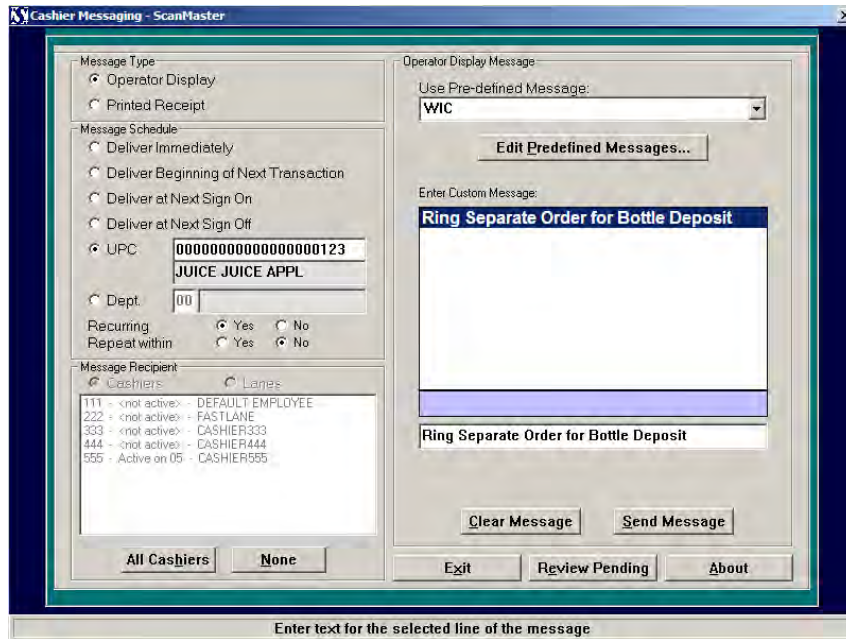 Cashier Messaging - ScanMaster
Message Type
Operator Display
Printed Receipt
Message Schedule
Deliver Immediately
Deliver Beginning of Next Transaction
Deliver at Next Sign On
Deliver at Next Sign Off
UPC 00000000000000000123
JUICE JUICE APPL
Dept. 00
Recurring Yes No
Repeat within Yes No
Message Recipient
Cashiers Lanes
111 - <not active> - DEFAULT EMPLOYEE
222 - <not active> - FASTLANE
333 - <not active> - CASHIER333
444 - <not active> - CASHIER444
555 - Active on 05 - CASHIER555
All Cashiers None
Operator Display Message
Use Pre-defined Message:
WIC
Edit Predefined Messages...
Enter Custom Message:
Ring Separate Order for Bottle Deposit
Ring Separate Order for Bottle Deposit
Clear Message Send Message
Exit Review Pending About
Enter text for the selected line of the message